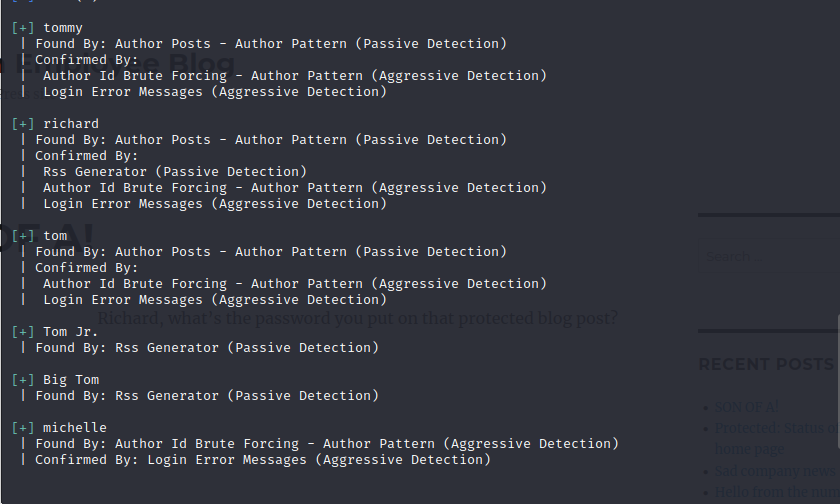 [+] tommy
| Found By: Author Posts - Author Pattern (Passive Detection)
| Confirmed By:
|  Author Id Brute Forcing - Author Pattern (Aggressive Detection)
|  Login Error Messages (Aggressive Detection)
[+] richard
| Found By: Author Posts - Author Pattern (Passive Detection)
| Confirmed By:
|  Rss Generator (Passive Detection)
|  Author Id Brute Forcing - Author Pattern (Aggressive Detection)
|  Login Error Messages (Aggressive Detection)
[+] tom
| Found By: Author Posts - Author Pattern (Passive Detection)
| Confirmed By:
|  Author Id Brute Forcing - Author Pattern (Aggressive Detection)
|  Login Error Messages (Aggressive Detection)
[+] Tom Jr.
| Found By: Rss Generator (Passive Detection)
[+] Big Tom
| Found By: Rss Generator (Passive Detection)
[+] michelle
| Found By: Author Id Brute Forcing - Author Pattern (Aggressive Detection)
| Confirmed By: Login Error Messages (Aggressive Detection)
Employee Blog
OF A!
Richard, what's the password you put on that protected blog post?
Search
RECENT POSTS
SON OF A!
Protected: Status of
home page
Sad company news
Hello from the